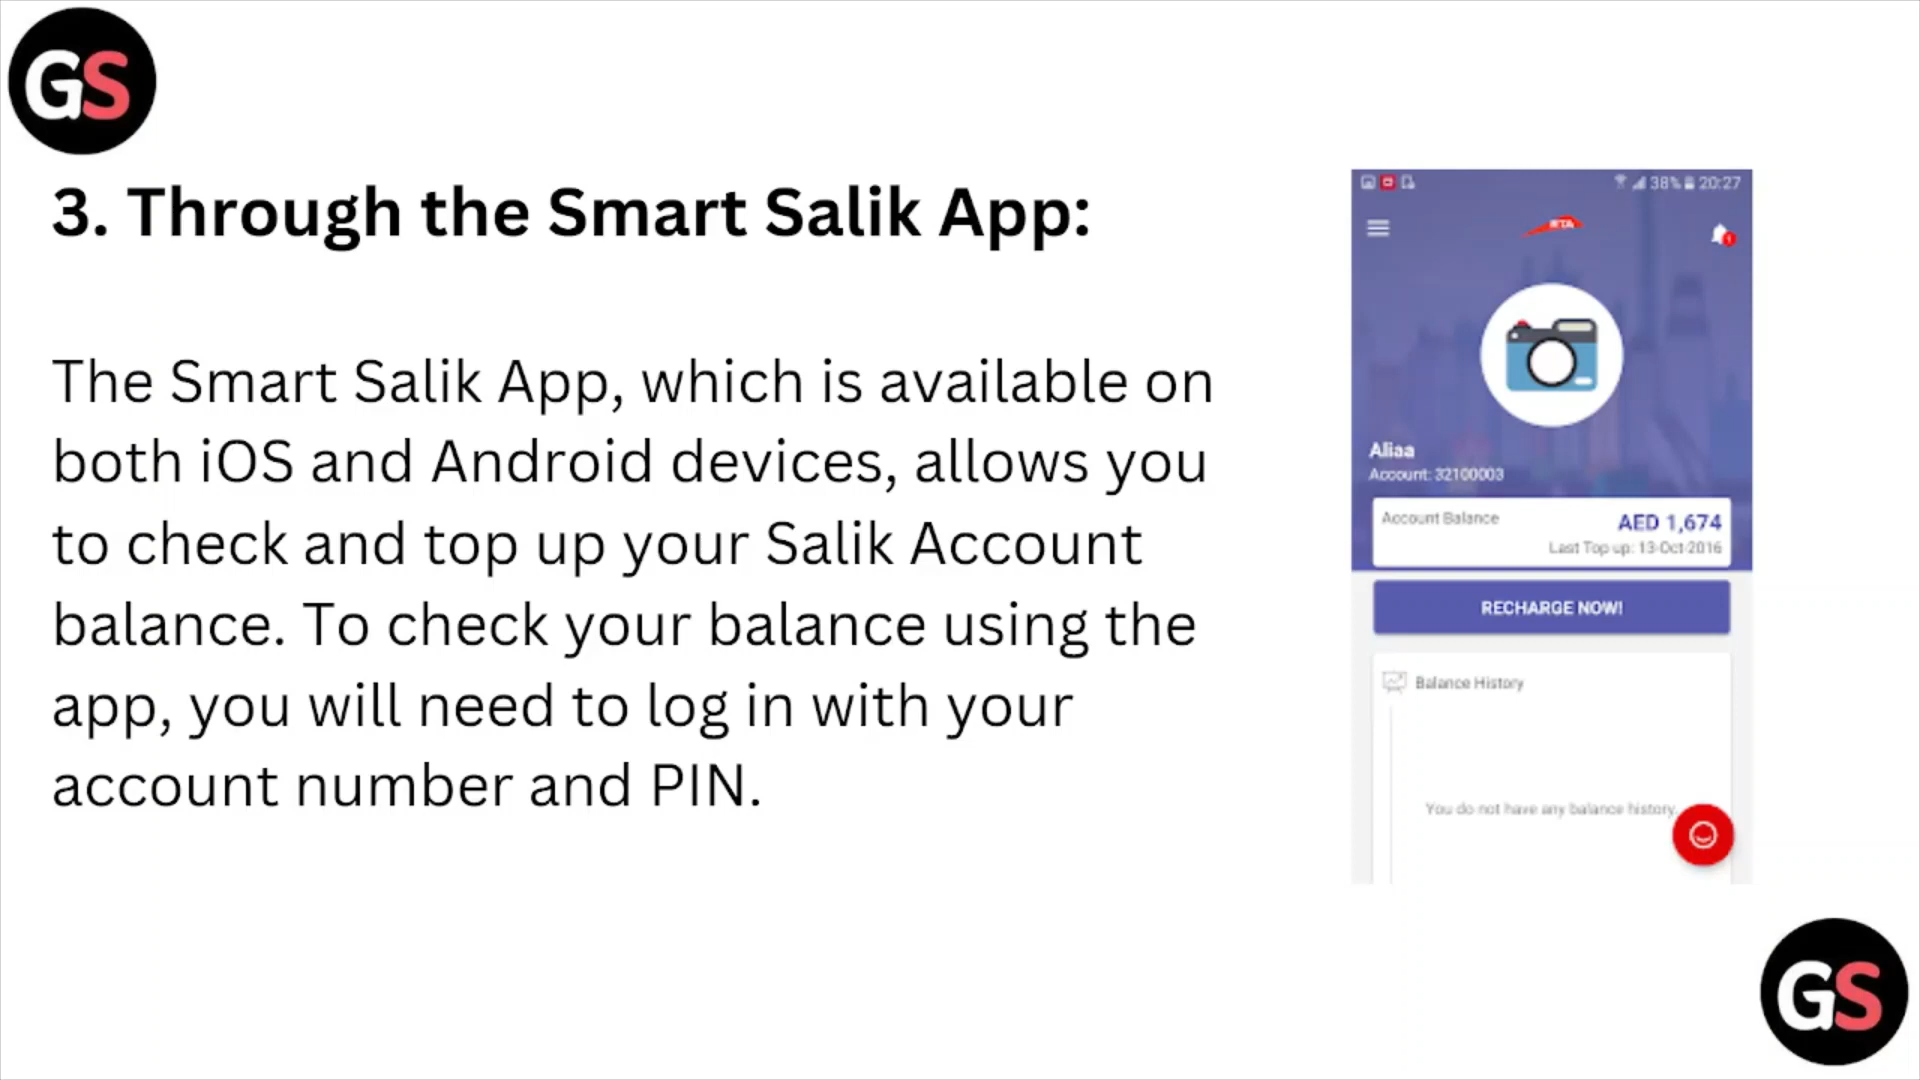 GS
3. Through the Smart Salik App:
The Smart Salik App, which is available on
both iOS and Android devices, allows you
to check and top up your Salik Account
balance. To check your balance using the
app, you will need to log in with your
account number and PIN.
38% 20:27
RTA
1
Aliaa
Account: 32100003
Account Balance
AED 1,674
Last Top up: 13-Oct-2016
RECHARGE NOW!
Balance History
You do not have any balance history.
GS